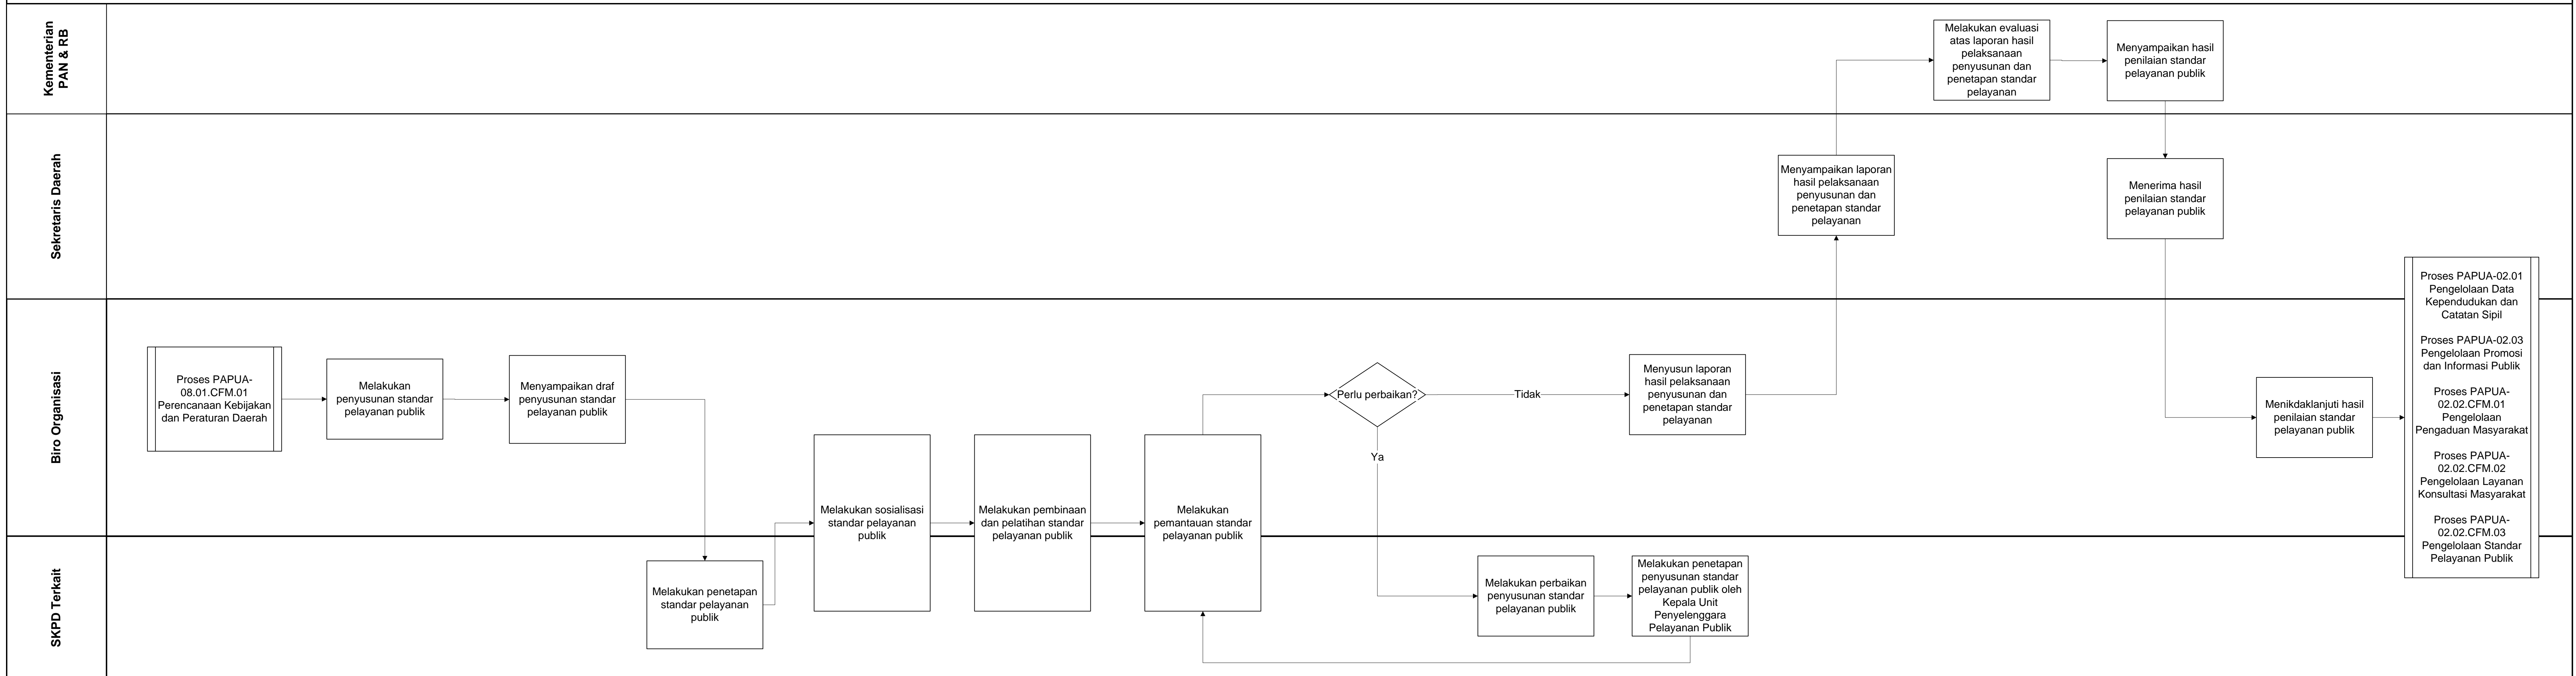 Kementerian
PAN & RB
Melakukan evaluasi
atas laporan hasil
pelaksanaan
penyusunan dan
penetapan standar
pelayanan
Menyampaikan hasil
penilaian standar
pelayanan publik
Sekretaris Daerah
Menyampaikan laporan
hasil pelaksanaan
penyusunan dan
penetapan standar
pelayanan
Menerima hasil
penilaian standar
pelayanan publik
Biro Organisasi
Proses PAPUA-
08.01.CFM.01
Perencanaan Kebijakan
dan Peraturan Daerah
Melakukan
penyusunan standar
pelayanan publik
Menyampaikan draf
penyusunan standar
pelayanan publik
Melakukan sosialisasi
standar pelayanan
publik
Melakukan pembinaan
dan pelatihan standar
pelayanan publik
Melakukan
pemantauan standar
pelayanan publik
Perlu perbaikan?
Tidak
Ya
Menyusun laporan
hasil pelaksanaan
penyusunan dan
penetapan standar
pelayanan
Menikdaklanjuti hasil
penilaian standar
pelayanan publik
Proses PAPUA-02.01
Pengelolaan Data
Kependudukan dan
Catatan Sipil
Proses PAPUA-02.03
Pengelolaan Promosi
dan Informasi Publik
Proses PAPUA-
02.02.CFM.01
Pengelolaan
Pengaduan Masyarakat
Proses PAPUA-
02.02.CFM.02
Pengelolaan Layanan
Konsultasi Masyarakat
Proses PAPUA-
02.02.CFM.03
Pengelolaan Standar
Pelayanan Publik
SKPD Terkait
Melakukan penetapan
standar pelayanan
publik
Melakukan perbaikan
penyusunan standar
pelayanan publik
Melakukan penetapan
penyusunan standar
pelayanan publik oleh
Kepala Unit
Penyelenggara
Pelayanan Publik